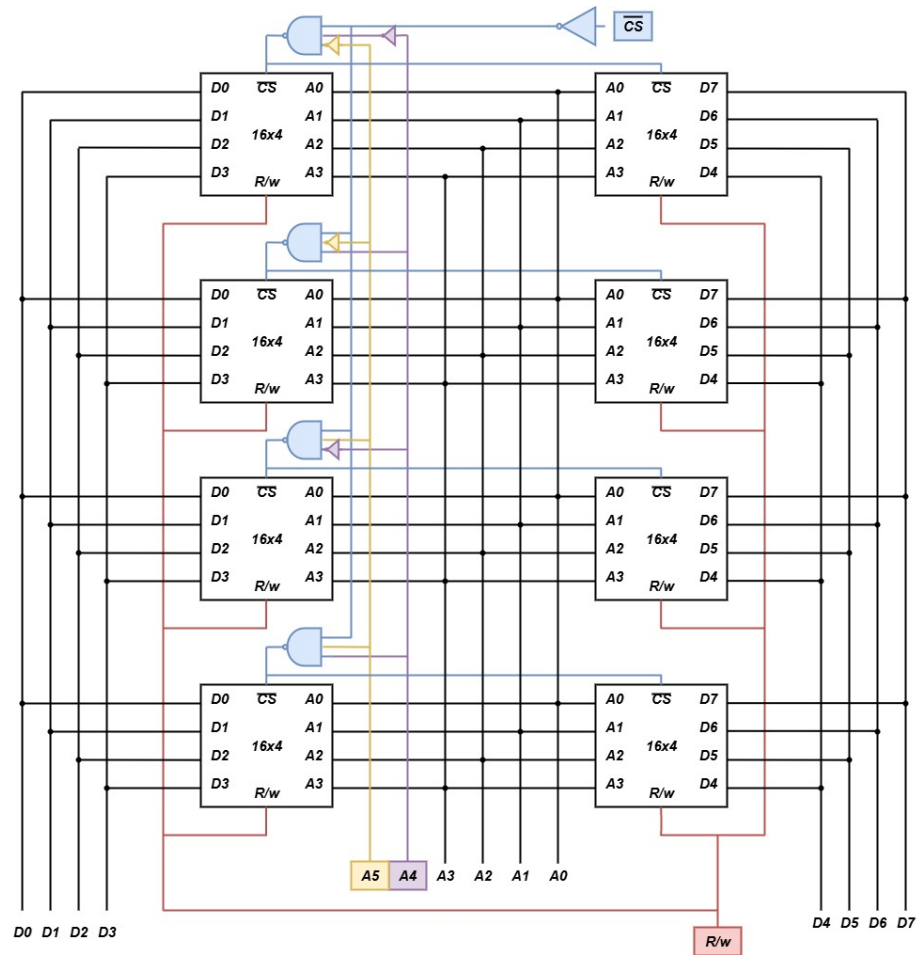 CS
D0 CS A0 A0 CS D7
D1 A1 A1 D6
16x4 16x4
D2 A2 A2 D5
D3 A3 A3 D4
R/w R/w
D0 CS A0 A0 CS D7
D1 A1 A1 D6
16x4 16x4
D2 A2 A2 D5
D3 A3 A3 D4
R/w R/w
D0 CS A0 A0 CS D7
D1 A1 A1 D6
16x4 16x4
D2 A2 A2 D5
D3 A3 A3 D4
R/w R/w
D0 CS A0 A0 CS D7
D1 A1 A1 D6
16x4 16x4
D2 A2 A2 D5
D3 A3 A3 D4
R/w R/w
A5 A4 A3 A2 A1 A0
D0 D1 D2 D3 D4 D5 D6 D7
R/w